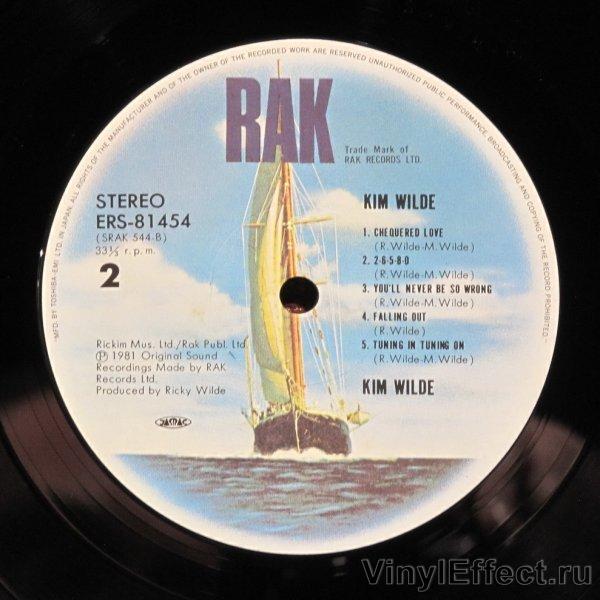 "MFD. BY TOSHIBA-EMI LTD. IN JAPAN. ALL RIGHTS OF THE MANUFACTURER AND OF THE OWNER OF THE RECORDED WORK ARE RESERVED UNAUTHORIZED PUBLIC PERFORMANCE, BROADCASTING AND COPYING OF THE RECORD PROHIBITED"
RAK
Trade Mark of
RAK RECORDS LTD.
STEREO
ERS-81454
(SRAK 544-B)
33⅓ r.p.m.
2
KIM WILDE
1. CHEQUERED LOVE
(R.Wilde-M.Wilde)
2. 2-6-5-8-0
(R.Wilde-M.Wilde)
3. YOU'LL NEVER BE SO WRONG
(R.Wilde-M.Wilde)
4. FALLING OUT
(R.Wilde)
5. TUNING IN TUNING ON
(R.Wilde-M.Wilde)
KIM WILDE
Rickim Mus. Ltd./Rak Publ. Ltd.
Ⓟ 1981 Original Sound
Recordings Made by RAK
Records Ltd.
Produced by Ricky Wilde
JASRAC
VinylEffect.ru